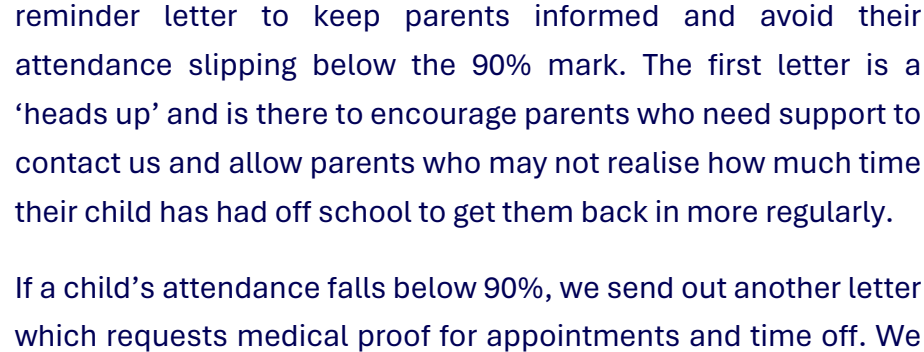 reminder letter to keep parents informed and avoid their
attendance slipping below the 90% mark. The first letter is a
‘heads up’ and is there to encourage parents who need support to
contact us and allow parents who may not realise how much time
their child has had off school to get them back in more regularly.
If a child’s attendance falls below 90%, we send out another letter
which requests medical proof for appointments and time off. We